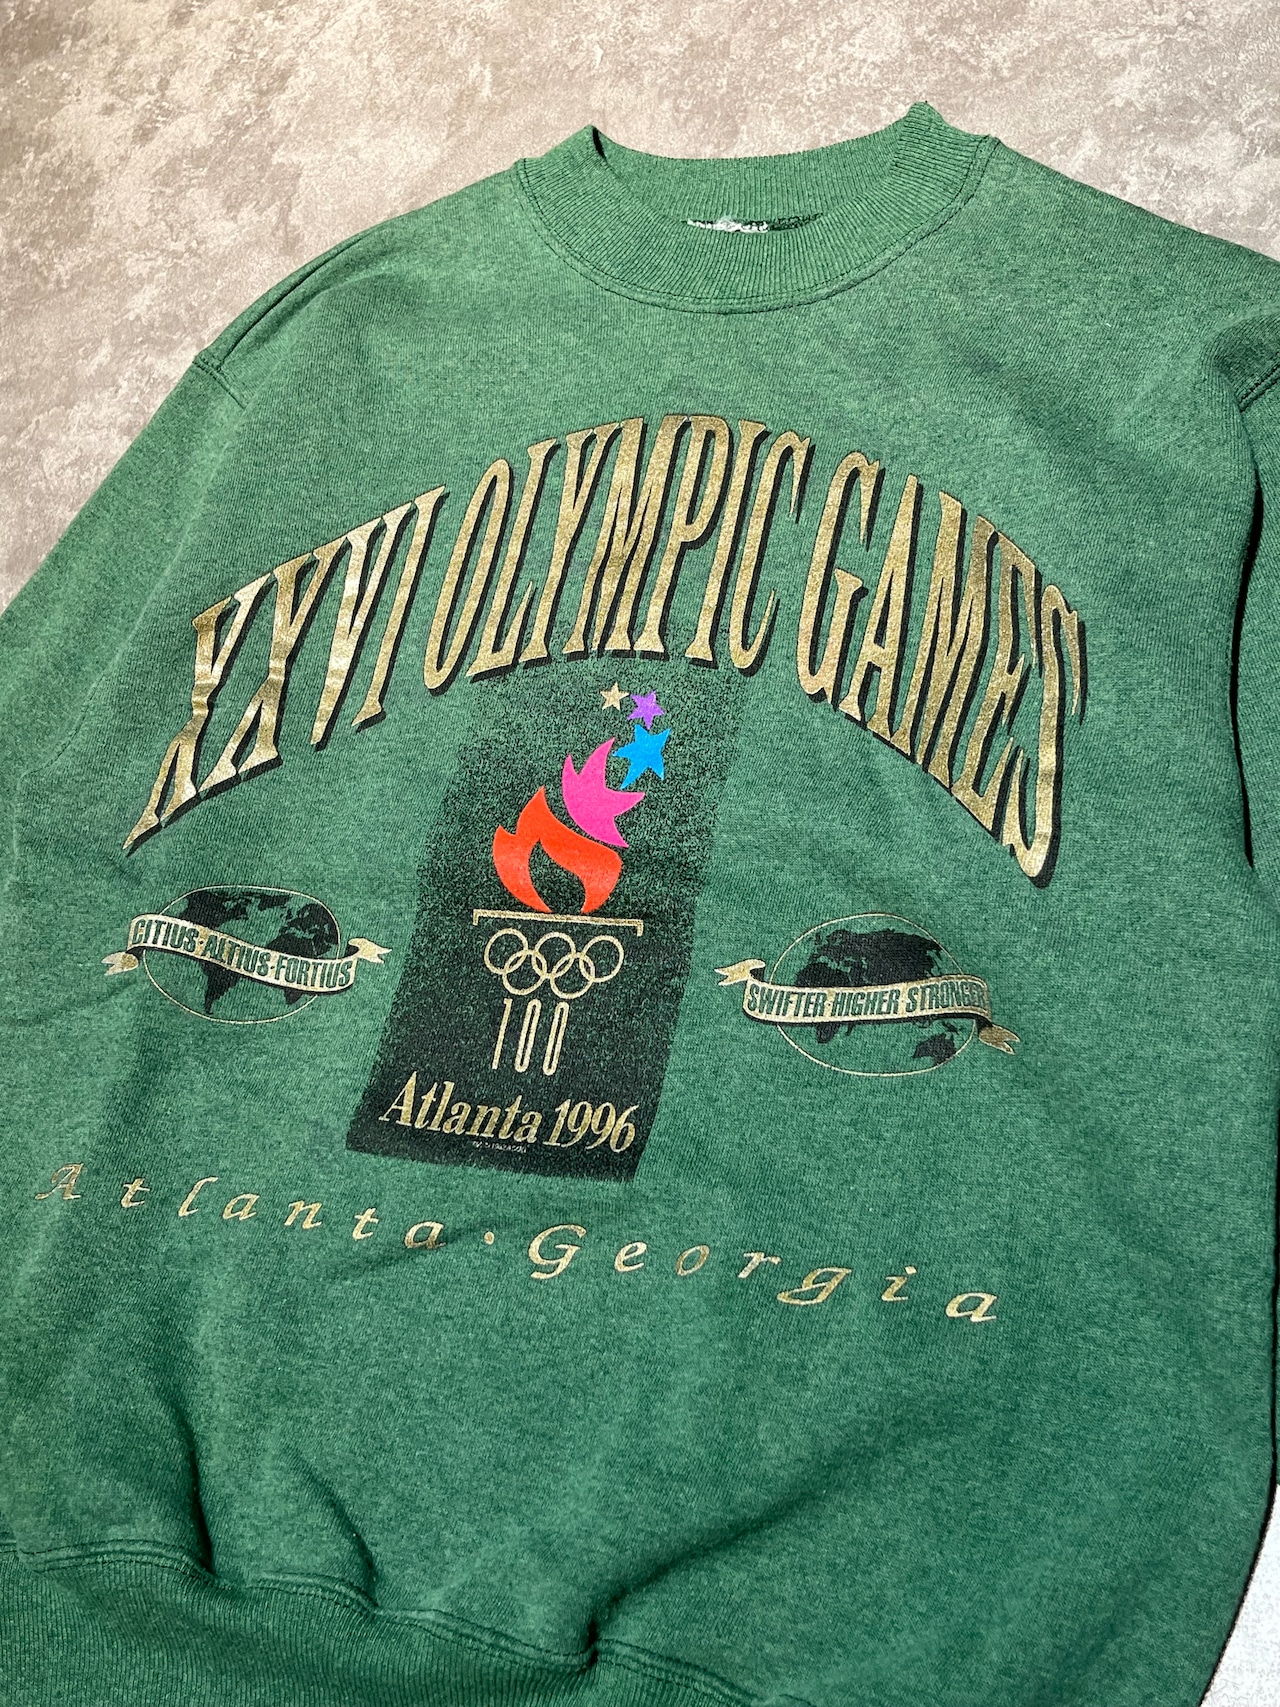 XXVI OLYMPIC GAMES
CITIUS·ALTIUS·FORTIUS
SWIFTER·HIGHER STRONGER
100
Atlanta 1996
Atlanta·Georgia